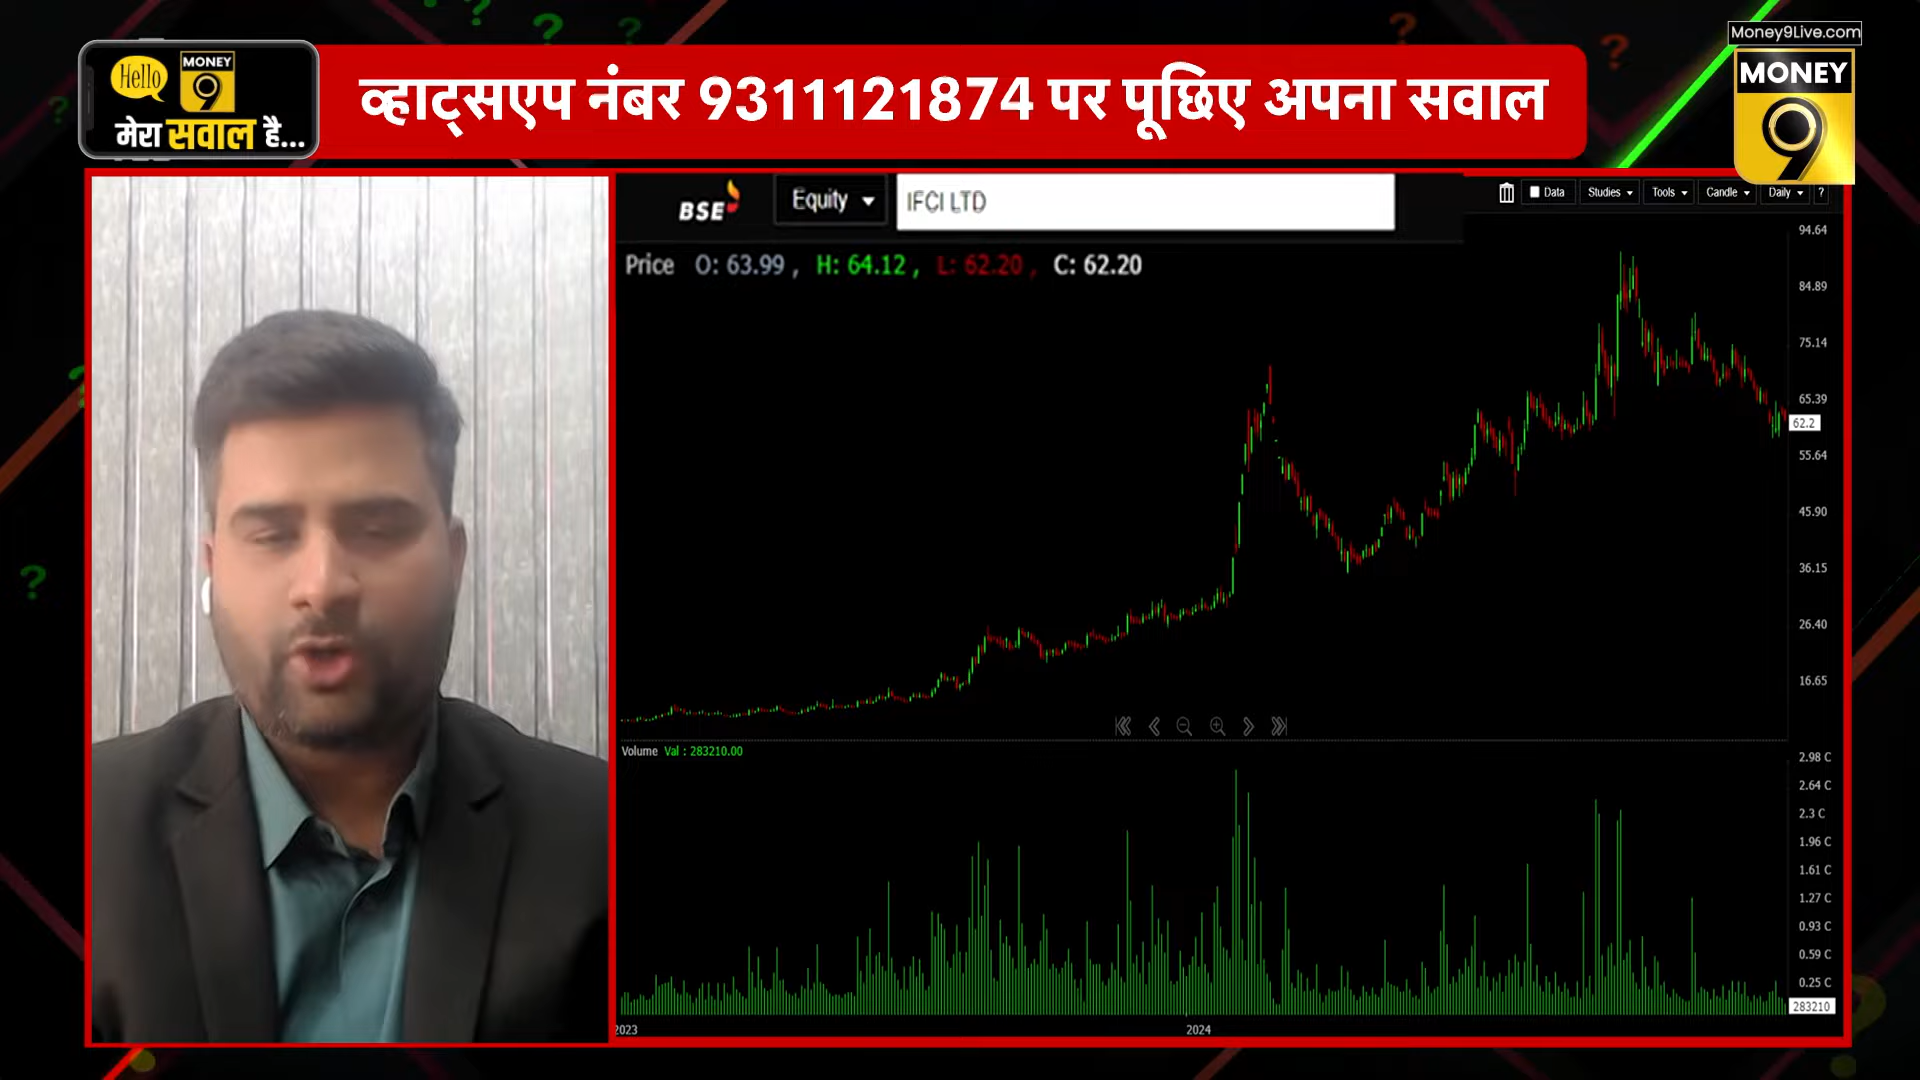 Money9Live.com
Hello
MONEY
9
मेरा सवाल है...
व्हाट्सएप नंबर 9311121874 पर पूछिए अपना सवाल
MONEY
9
BSE
Equity
IFCI LTD
Data
Studies
Tools
Candle
Daily
?
Price O: 63.99 , H: 64.12 , L: 62.20 , C: 62.20
94.64
84.89
75.14
65.39
62.2
55.64
45.90
36.15
26.40
16.65
Volume Val : 283210.00
2.98 C
2.64 C
2.3 C
1.96 C
1.61 C
1.27 C
0.93 C
0.59 C
0.25 C
283210
2023
2024